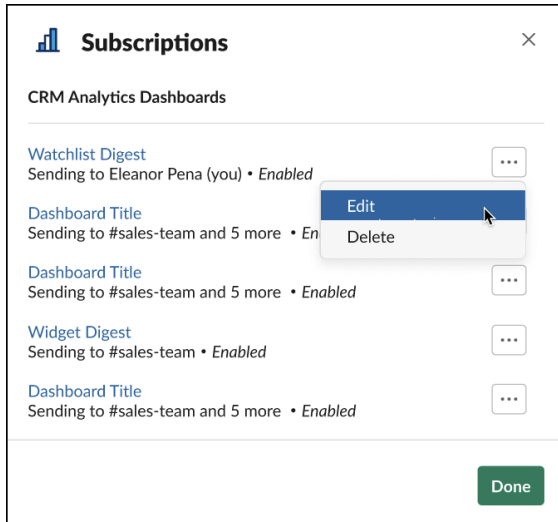 Subscriptions
CRM Analytics Dashboards
Watchlist Digest
Sending to Eleanor Pena (you) • Enabled
Edit
Dashboard Title
Sending to #sales-team and 5 more •
Delete
Dashboard Title
Sending to #sales-team and 5 more • Enabled
Widget Digest
Sending to #sales-team • Enabled
Dashboard Title
Sending to #sales-team and 5 more • Enabled
Done